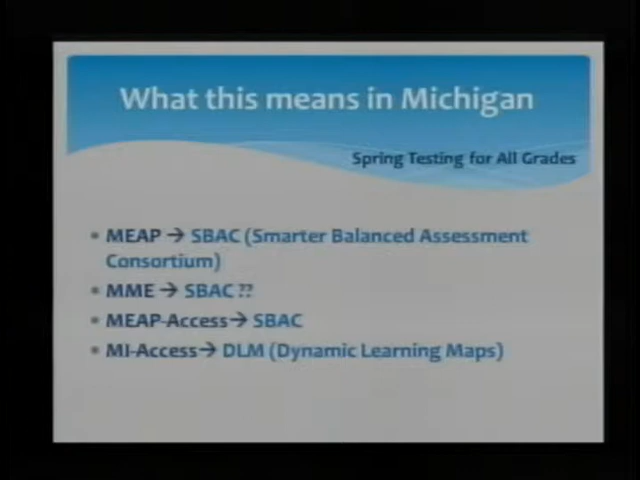 What this means in Michigan
Spring Testing for All Grades
• MEAP → SBAC (Smarter Balanced Assessment
Consortium)
• MME → SBAC ??
• MEAP-Access→ SBAC
• MI-Access→ DLM (Dynamic Learning Maps)